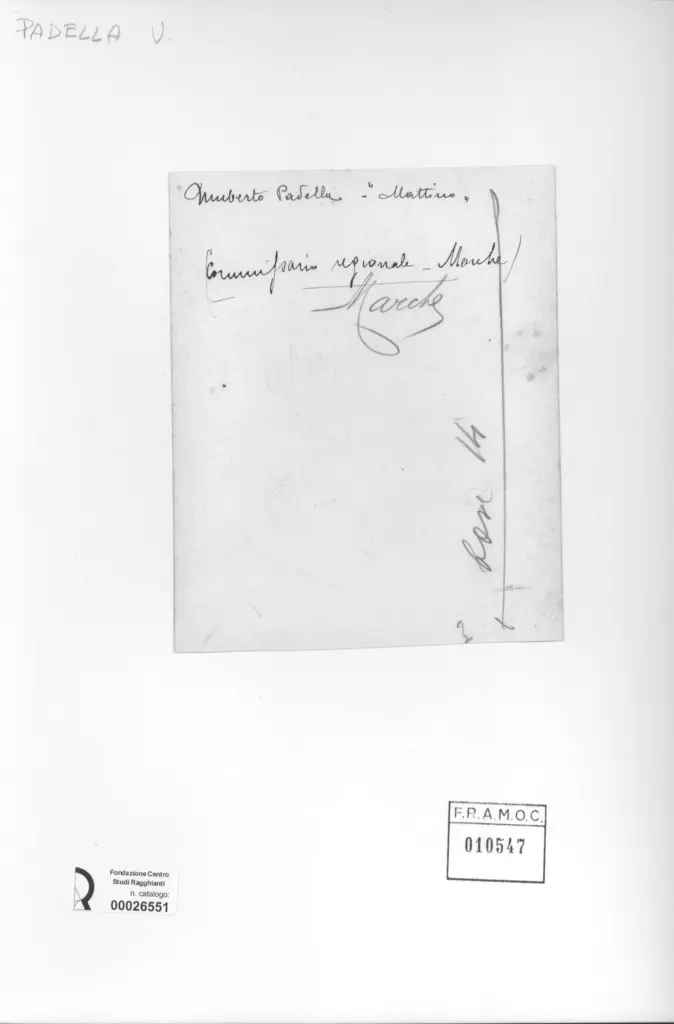 PADELLA U.
Umberto Padella - "Mattino"
(Commissario regionale - Marche)
Marche
F.R.A.M.O.C.
010547
Fondazione Centro
Studi Ragghianti
n. catalogo:
00026551